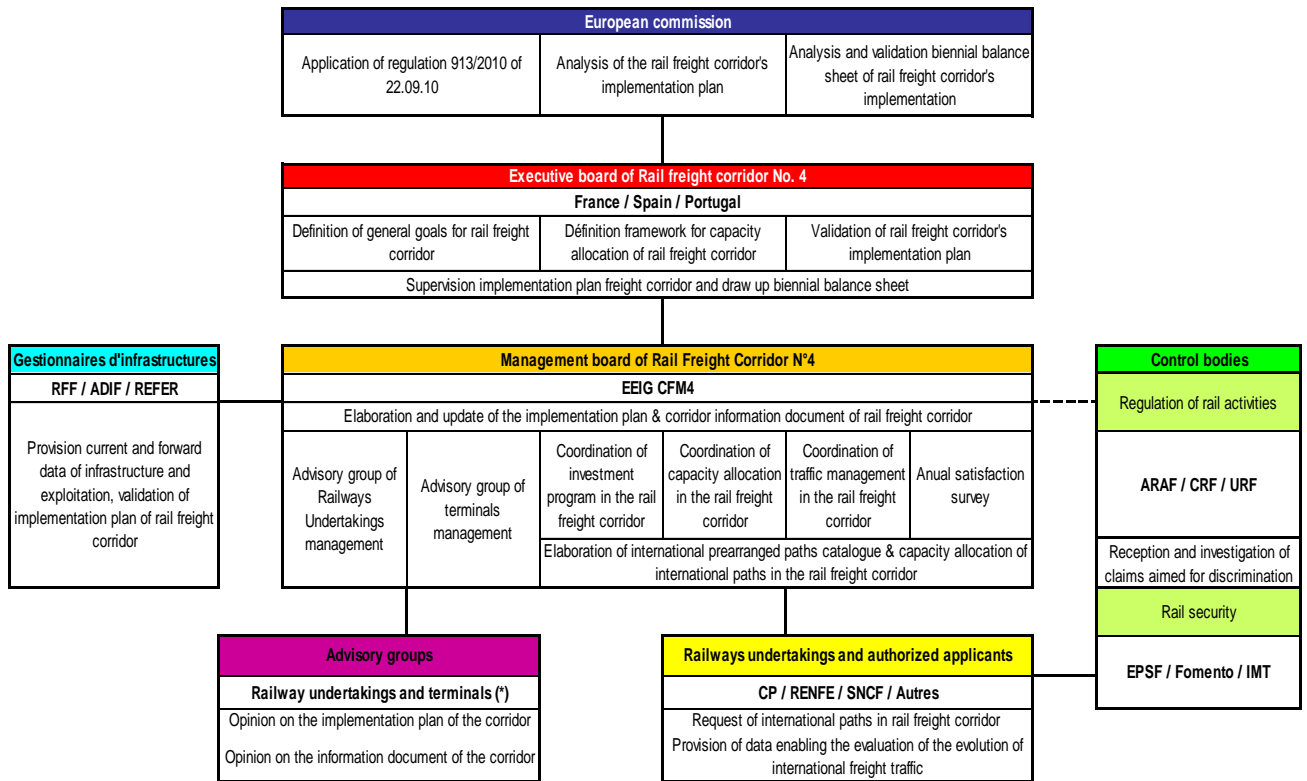 European commission
Application of regulation 913/2010 of
22.09.10
Analysis of the rail freight corridor's
implementation plan
Analysis and validation biennial balance
sheet of rail freight corridor's
implementation
Executive board of Rail freight corridor No. 4
France / Spain / Portugal
Definition of general goals for rail freight
corridor
Définition framework for capacity
allocation of rail freight corridor
Validation of rail freight corridor's
implementation plan
Supervision implementation plan freight corridor and draw up biennial balance sheet
Gestionnaires d'infrastructures
RFF / ADIF / REFER
Provision current and forward
data of infrastructure and
exploitation, validation of
implementation plan of rail freight
corridor
Management board of Rail Freight Corridor N°4
EEIG CFM4
Elaboration and update of the implementation plan & corridor information document of rail freight corridor
Advisory group of
Railways
Undertakings
management
Advisory group of
terminals
management
Coordination of
investment
program in the rail
freight corridor
Coordination of
capacity allocation
in the rail freight
corridor
Coordination of
traffic management
in the rail freight
corridor
Anual satisfaction
survey
Elaboration of international prearranged paths catalogue & capacity allocation of
international paths in the rail freight corridor
Control bodies
Regulation of rail activities
ARAF / CRF / URF
Reception and investigation of
claims aimed for discrimination
Rail security
EPSF / Fomento / IMT
Advisory groups
Railway undertakings and terminals (*)
Opinion on the implementation plan of the corridor
Opinion on the information document of the corridor
Railways undertakings and authorized applicants
CP / RENFE / SNCF / Autres
Request of international paths in rail freight corridor
Provision of data enabling the evaluation of the evolution of
international freight traffic